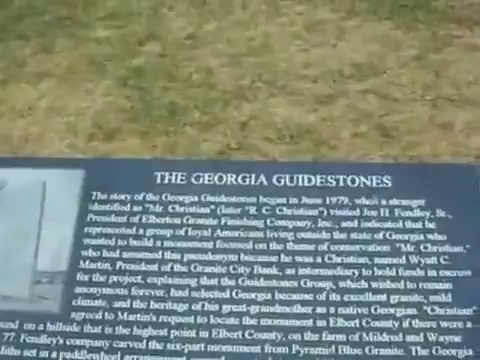 THE GEORGIA GUIDESTONES
The story of the Georgia Guidestones began in June 1979, when a stranger
identified as "Mr. Christian" (later "R. C. Christian") visited Joe H. Fendley, Sr.,
President of Elberton Granite Finishing Company, Inc., and indicated that he
represented a group of loyal Americans living outside the state of Georgia who
wanted to build a monument focused on the theme of conservation. "Mr. Christian,"
who had assumed this pseudonym because he was a Christian, named Wyatt C.
Martin, President of the Granite City Bank, as intermediary to hold funds in escrow
for the project, explaining that the Guidestones Group, which wished to remain
anonymous forever, had selected Georgia because of its excellent granite, mild
climate, and the heritage of his great-grandmother as a native Georgian. "Christian"
agreed to Martin's request to locate the monument in Elbert County if there were a
on a hillside that is the highest point in Elbert County, on the farm of Mildred and Wayne
77. Fendley's company carved the six-part monument from Pyramid Blue Granite. The Georgia
set in a paddlewheel arrangement